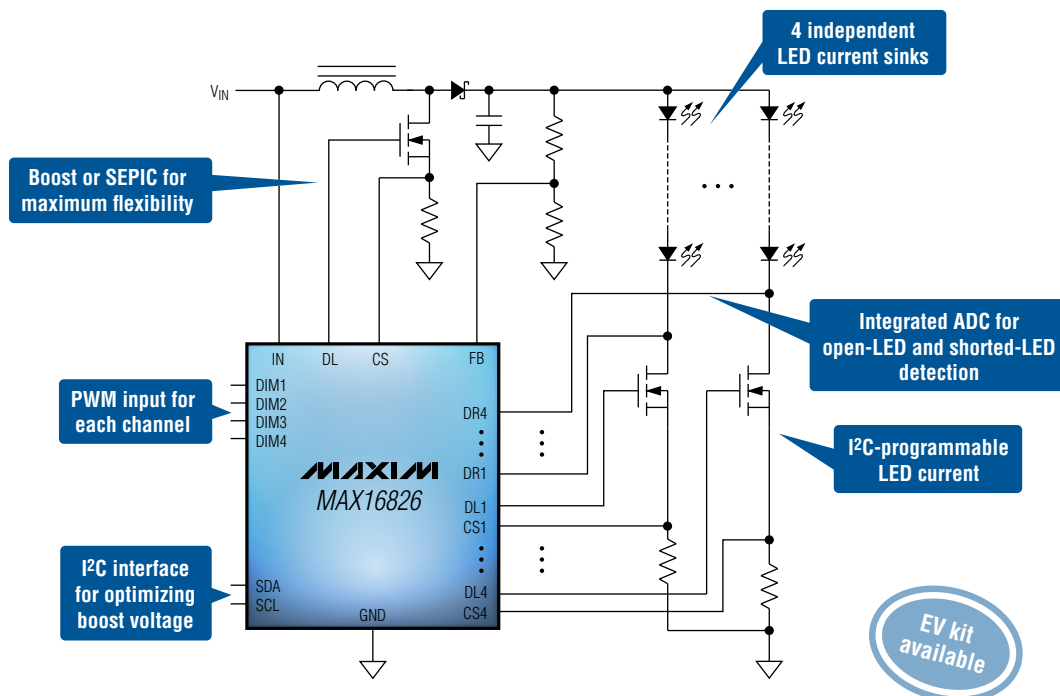 4 independent
LED current sinks
VIN
Boost or SEPIC for
maximum flexibility
• • •
Integrated ADC for
open-LED and shorted-LED
detection
IN DL CS FB
PWM input for
each channel
DIM1
DIM2
DIM3
DIM4
DR4
DR1
MAXIM
MAX16826
I²C-programmable
LED current
DL1
CS1
I²C interface
for optimizing
boost voltage
SDA
SCL
DL4
CS4
GND
EV kit
available